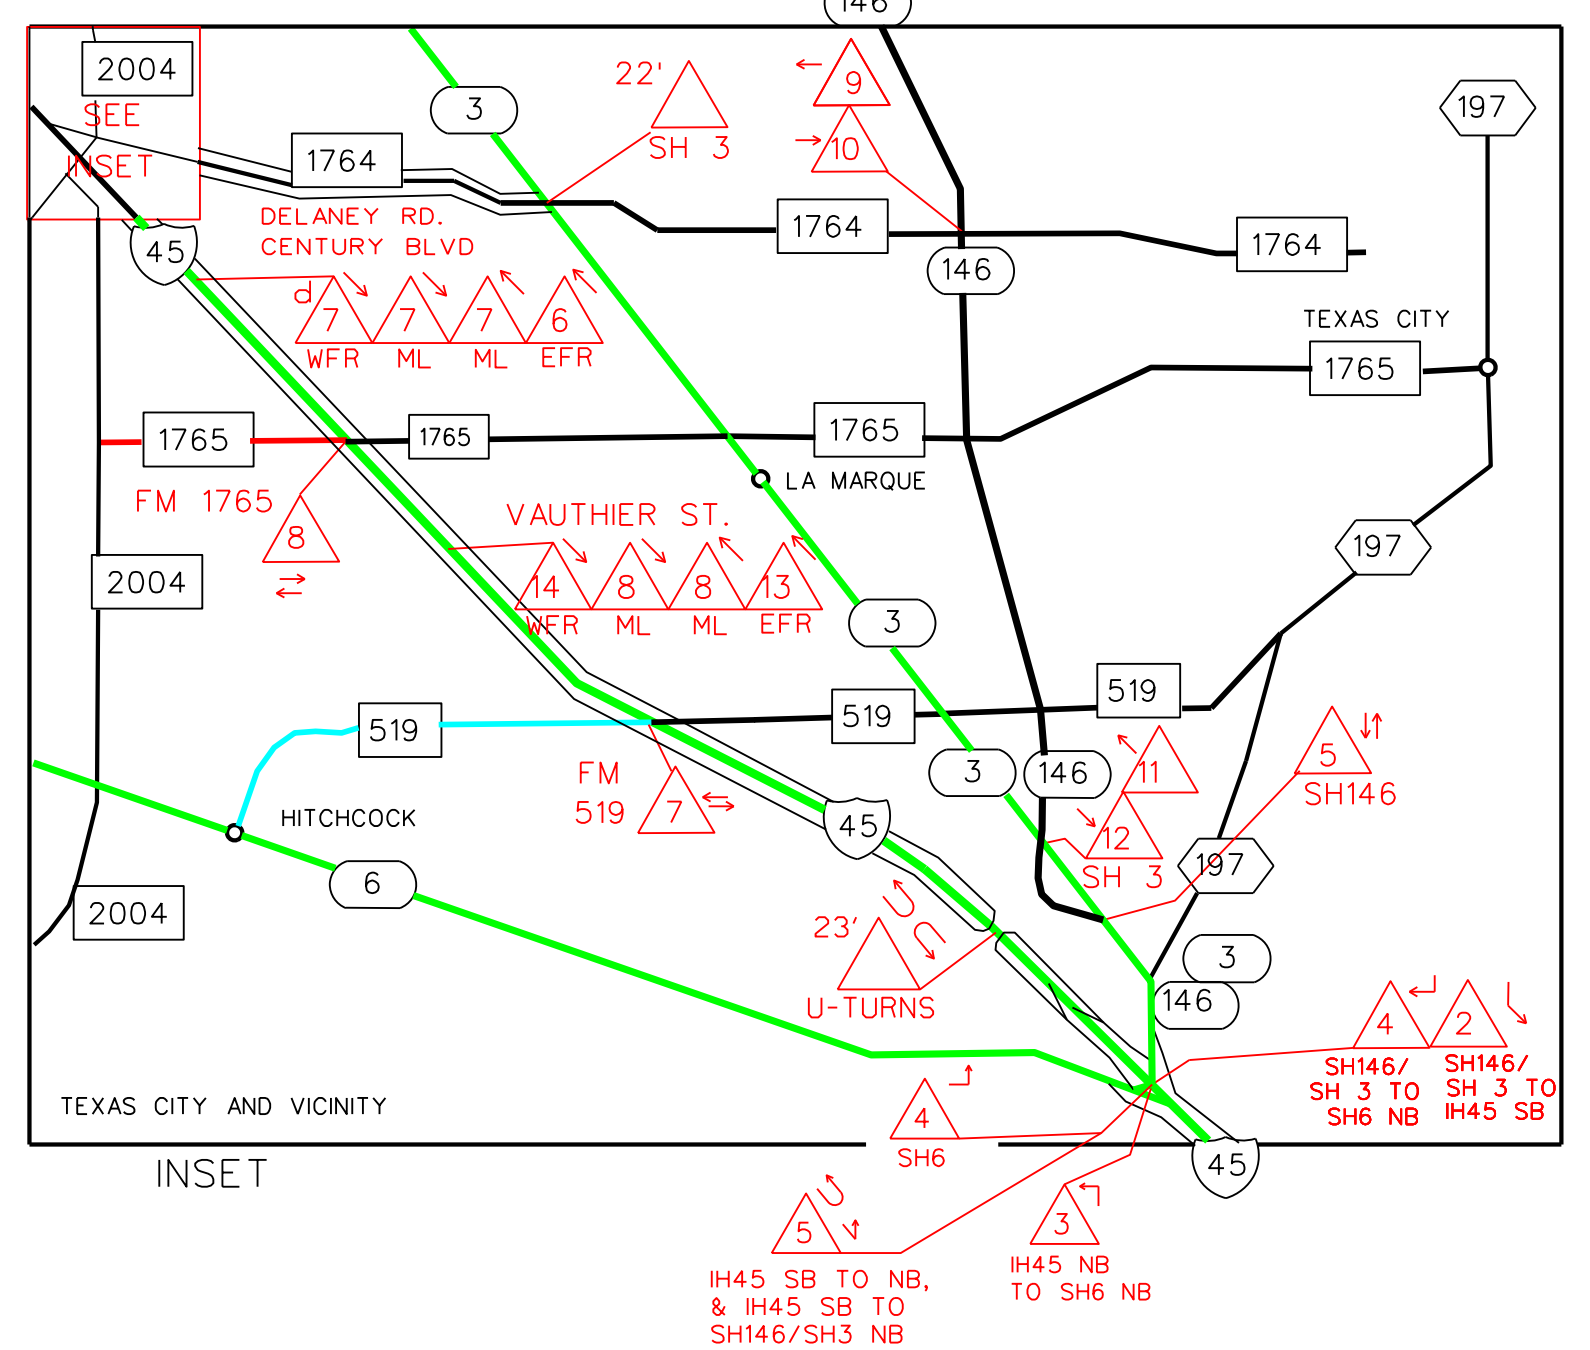 146
2004
SEE
INSET
1764
3
22'
SH 3
9
10
197
DELANEY RD.
CENTURY BLVD
1764
1764
45
146
d
7
7
7
6
WFR
ML
ML
EFR
TEXAS CITY
1765
1765
1765
1765
LA MARQUE
FM 1765
8
VAUTHIER ST.
197
2004
14
8
8
13
WFR
ML
ML
EFR
3
519
519
519
FM
519
7
3
146
11
5
SH146
12
SH 3
HITCHCOCK
45
197
6
2004
23'
U-TURNS
3
146
4
2
SH146/
SH 3 TO
SH6 NB
SH146/
SH 3 TO
IH45 SB
TEXAS CITY AND VICINITY
4
SH6
INSET
45
5
3
IH45 SB TO NB,
& IH45 SB TO
SH146/SH3 NB
IH45 NB
TO SH6 NB